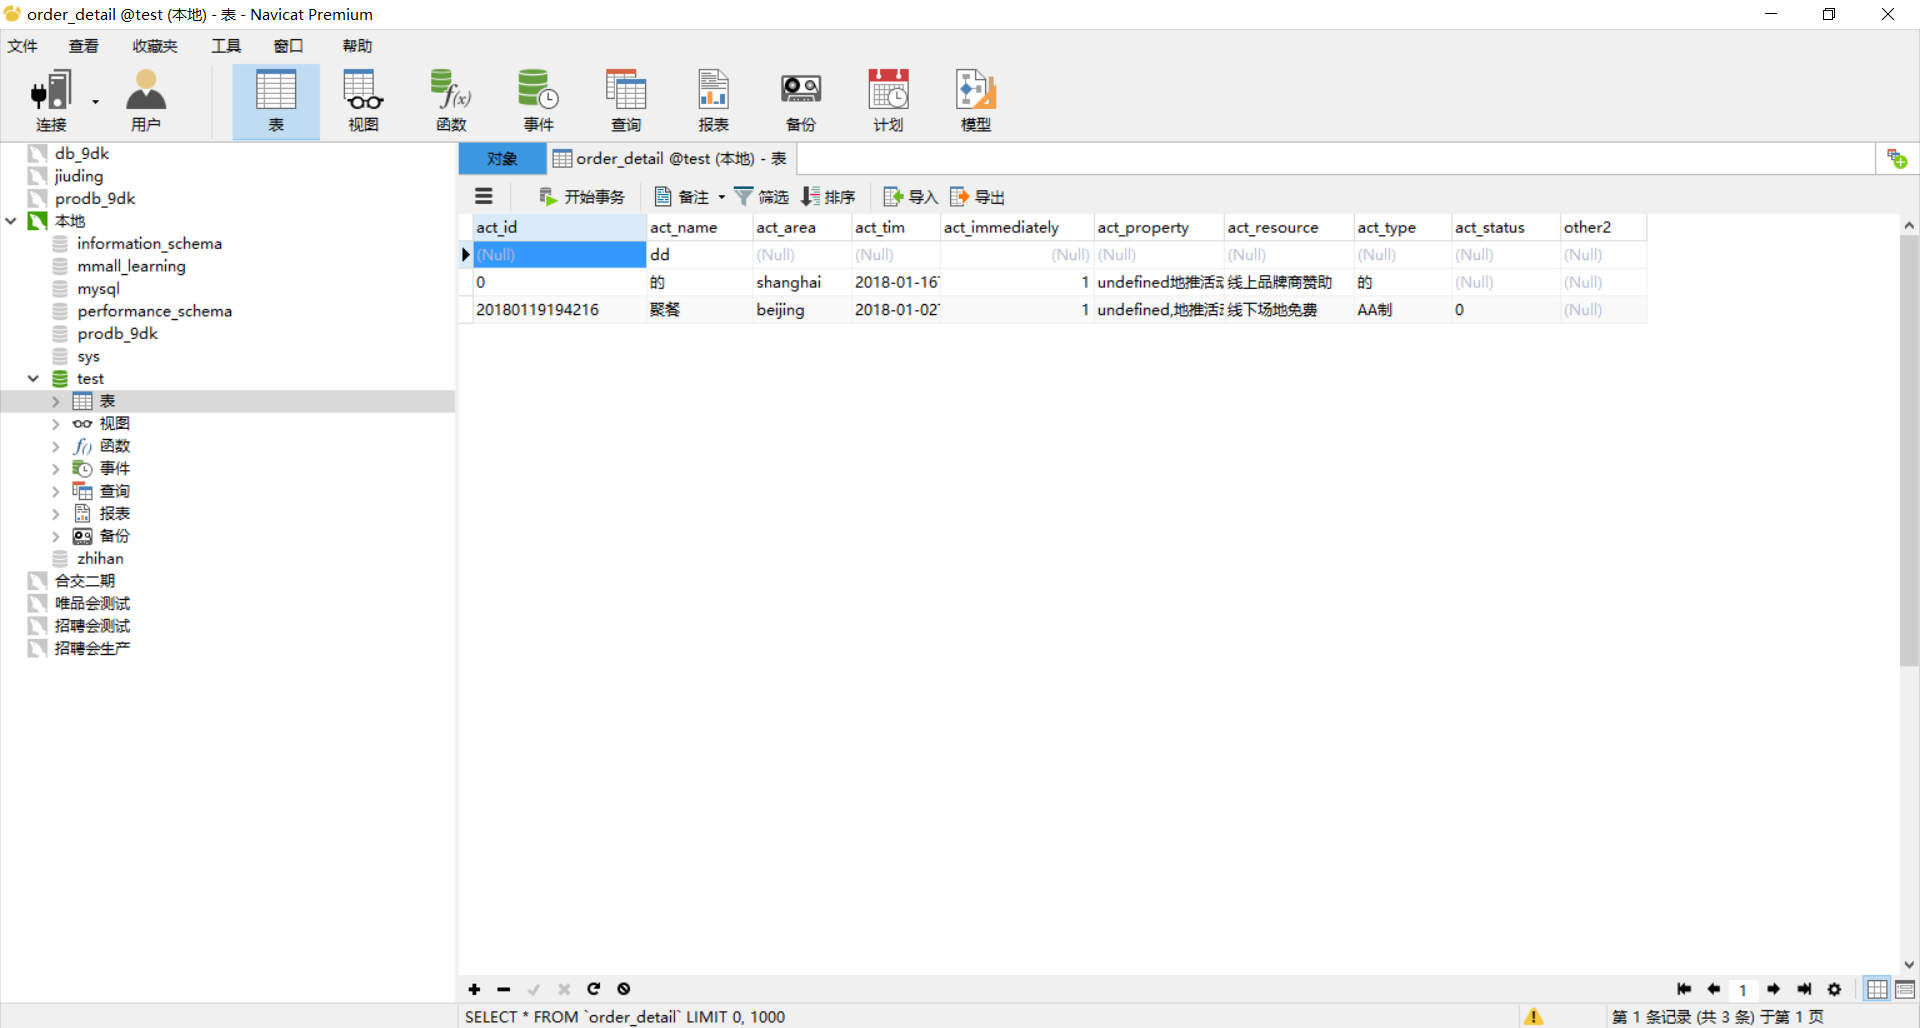 order_detail @test (本地) - 表 - Navicat Premium
文件 查看 收藏夹 工具 窗口 帮助
连接 用户 表 视图 函数 事件 查询 报表 备份 计划 模型
db_9dk
jiuding
prodb_9dk
本地
information_schema
mmall_learning
mysql
performance_schema
prodb_9dk
sys
test
表
视图
函数
事件
查询
报表
备份
zhihan
合交二期
唯品会测试
招聘会测试
招聘会生产
对象 order_detail @test (本地) - 表
开始事务 备注 筛选 排序 导入 导出
act_id act_name act_area act_tim act_immediately act_property act_resource act_type act_status other2
(Null) dd (Null) (Null) (Null) (Null) (Null) (Null) (Null) (Null)
0 的 shanghai 2018-01-16 1 undefined地推活动 线上品牌商赞助 的 (Null) (Null)
20180119194216 聚餐 beijing 2018-01-02 1 undefined,地推活动 线下场地免费 AA制 0 (Null)
1
SELECT * FROM `order_detail` LIMIT 0, 1000 第 1 条记录 (共 3 条) 于第 1 页